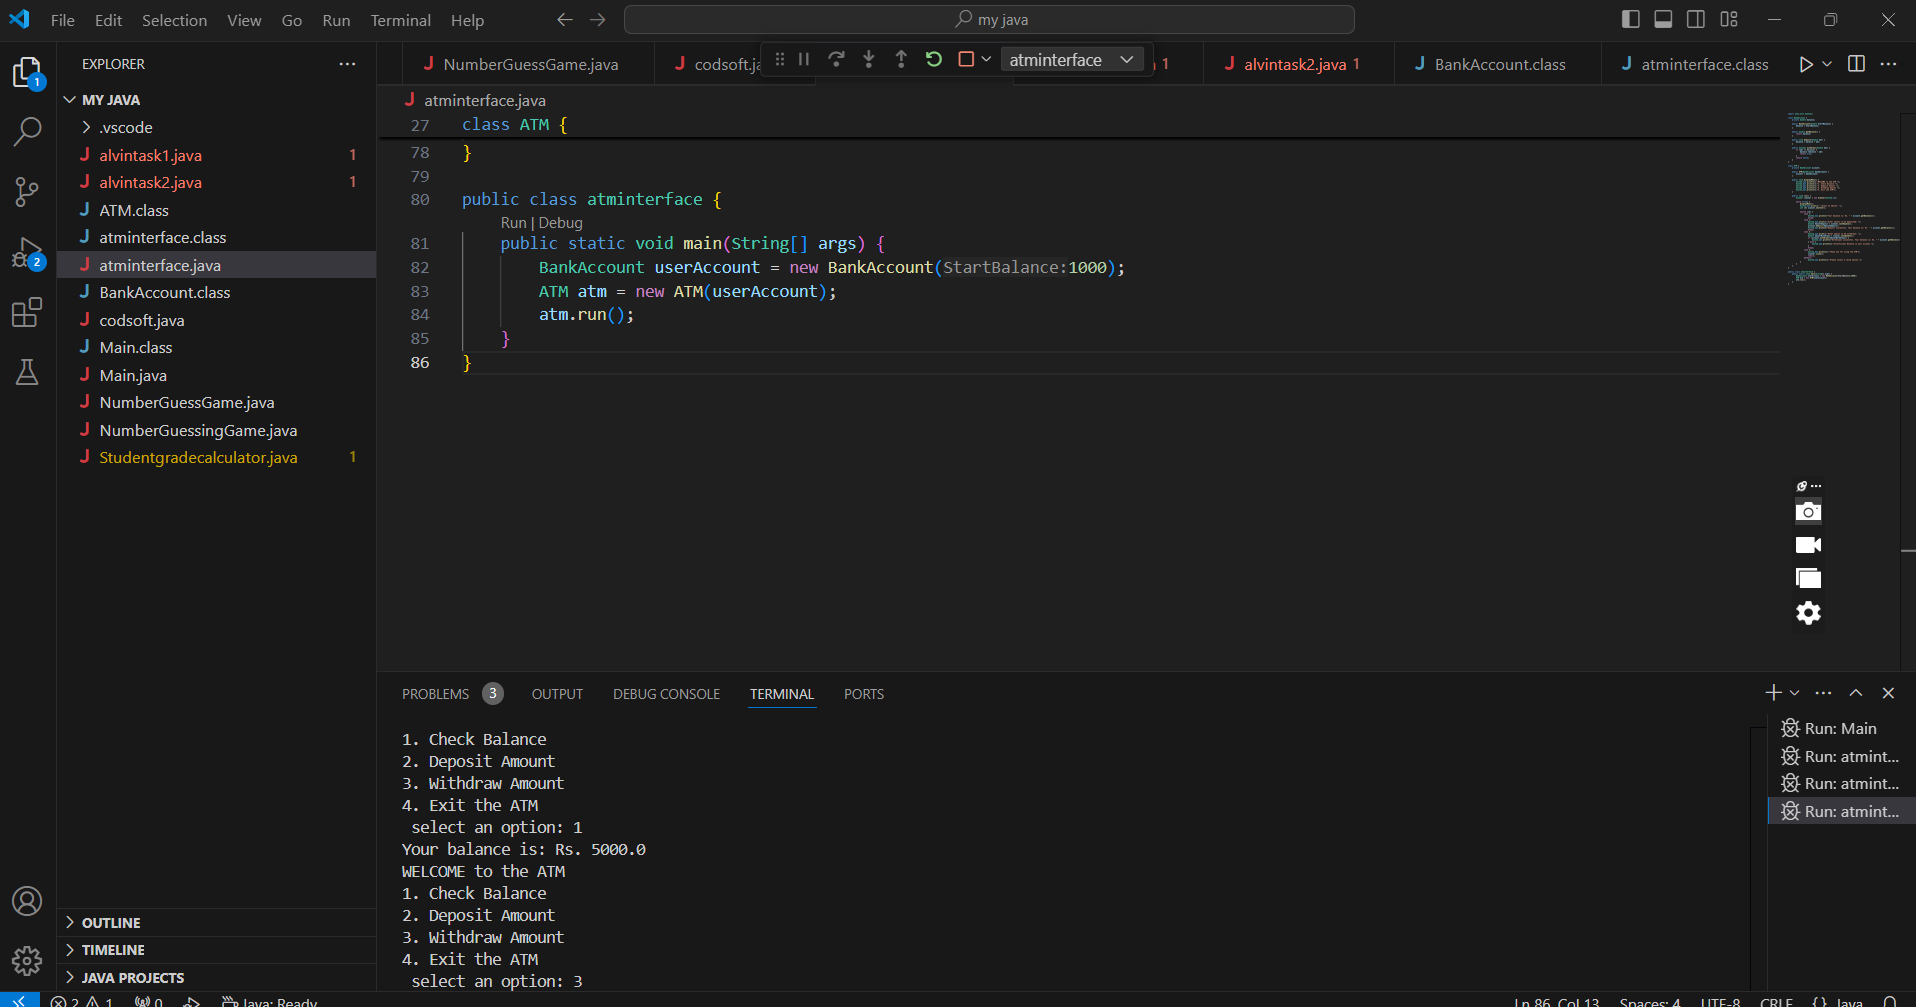 File Edit Selection View Go Run Terminal Help
my java
EXPLORER
NumberGuessGame.java
codsoft.ja
atminterface
1
alvintask2.java 1
BankAccount.class
atminterface.class
1
2
MY JAVA
.vscode
alvintask1.java 1
alvintask2.java 1
ATM.class
atminterface.class
atminterface.java
BankAccount.class
codsoft.java
Main.class
Main.java
NumberGuessGame.java
NumberGuessingGame.java
Studentgradecalculator.java 1
OUTLINE
TIMELINE
JAVA PROJECTS
atminterface.java
27 class ATM {
78 }
79
80 public class atminterface {
Run | Debug
81 public static void main(String[] args) {
82 BankAccount userAccount = new BankAccount(StartBalance:1000);
83 ATM atm = new ATM(userAccount);
84 atm.run();
85 }
86 }
PROBLEMS 3 OUTPUT DEBUG CONSOLE TERMINAL PORTS
1. Check Balance
2. Deposit Amount
3. Withdraw Amount
4. Exit the ATM
select an option: 1
Your balance is: Rs. 5000.0
WELCOME to the ATM
1. Check Balance
2. Deposit Amount
3. Withdraw Amount
4. Exit the ATM
select an option: 3
Run: Main
Run: atmint...
Run: atmint...
Run: atmint...
2 1 0 Java: Ready
Ln 86, Col 13 Spaces: 4 UTF-8 CRLF {} Java